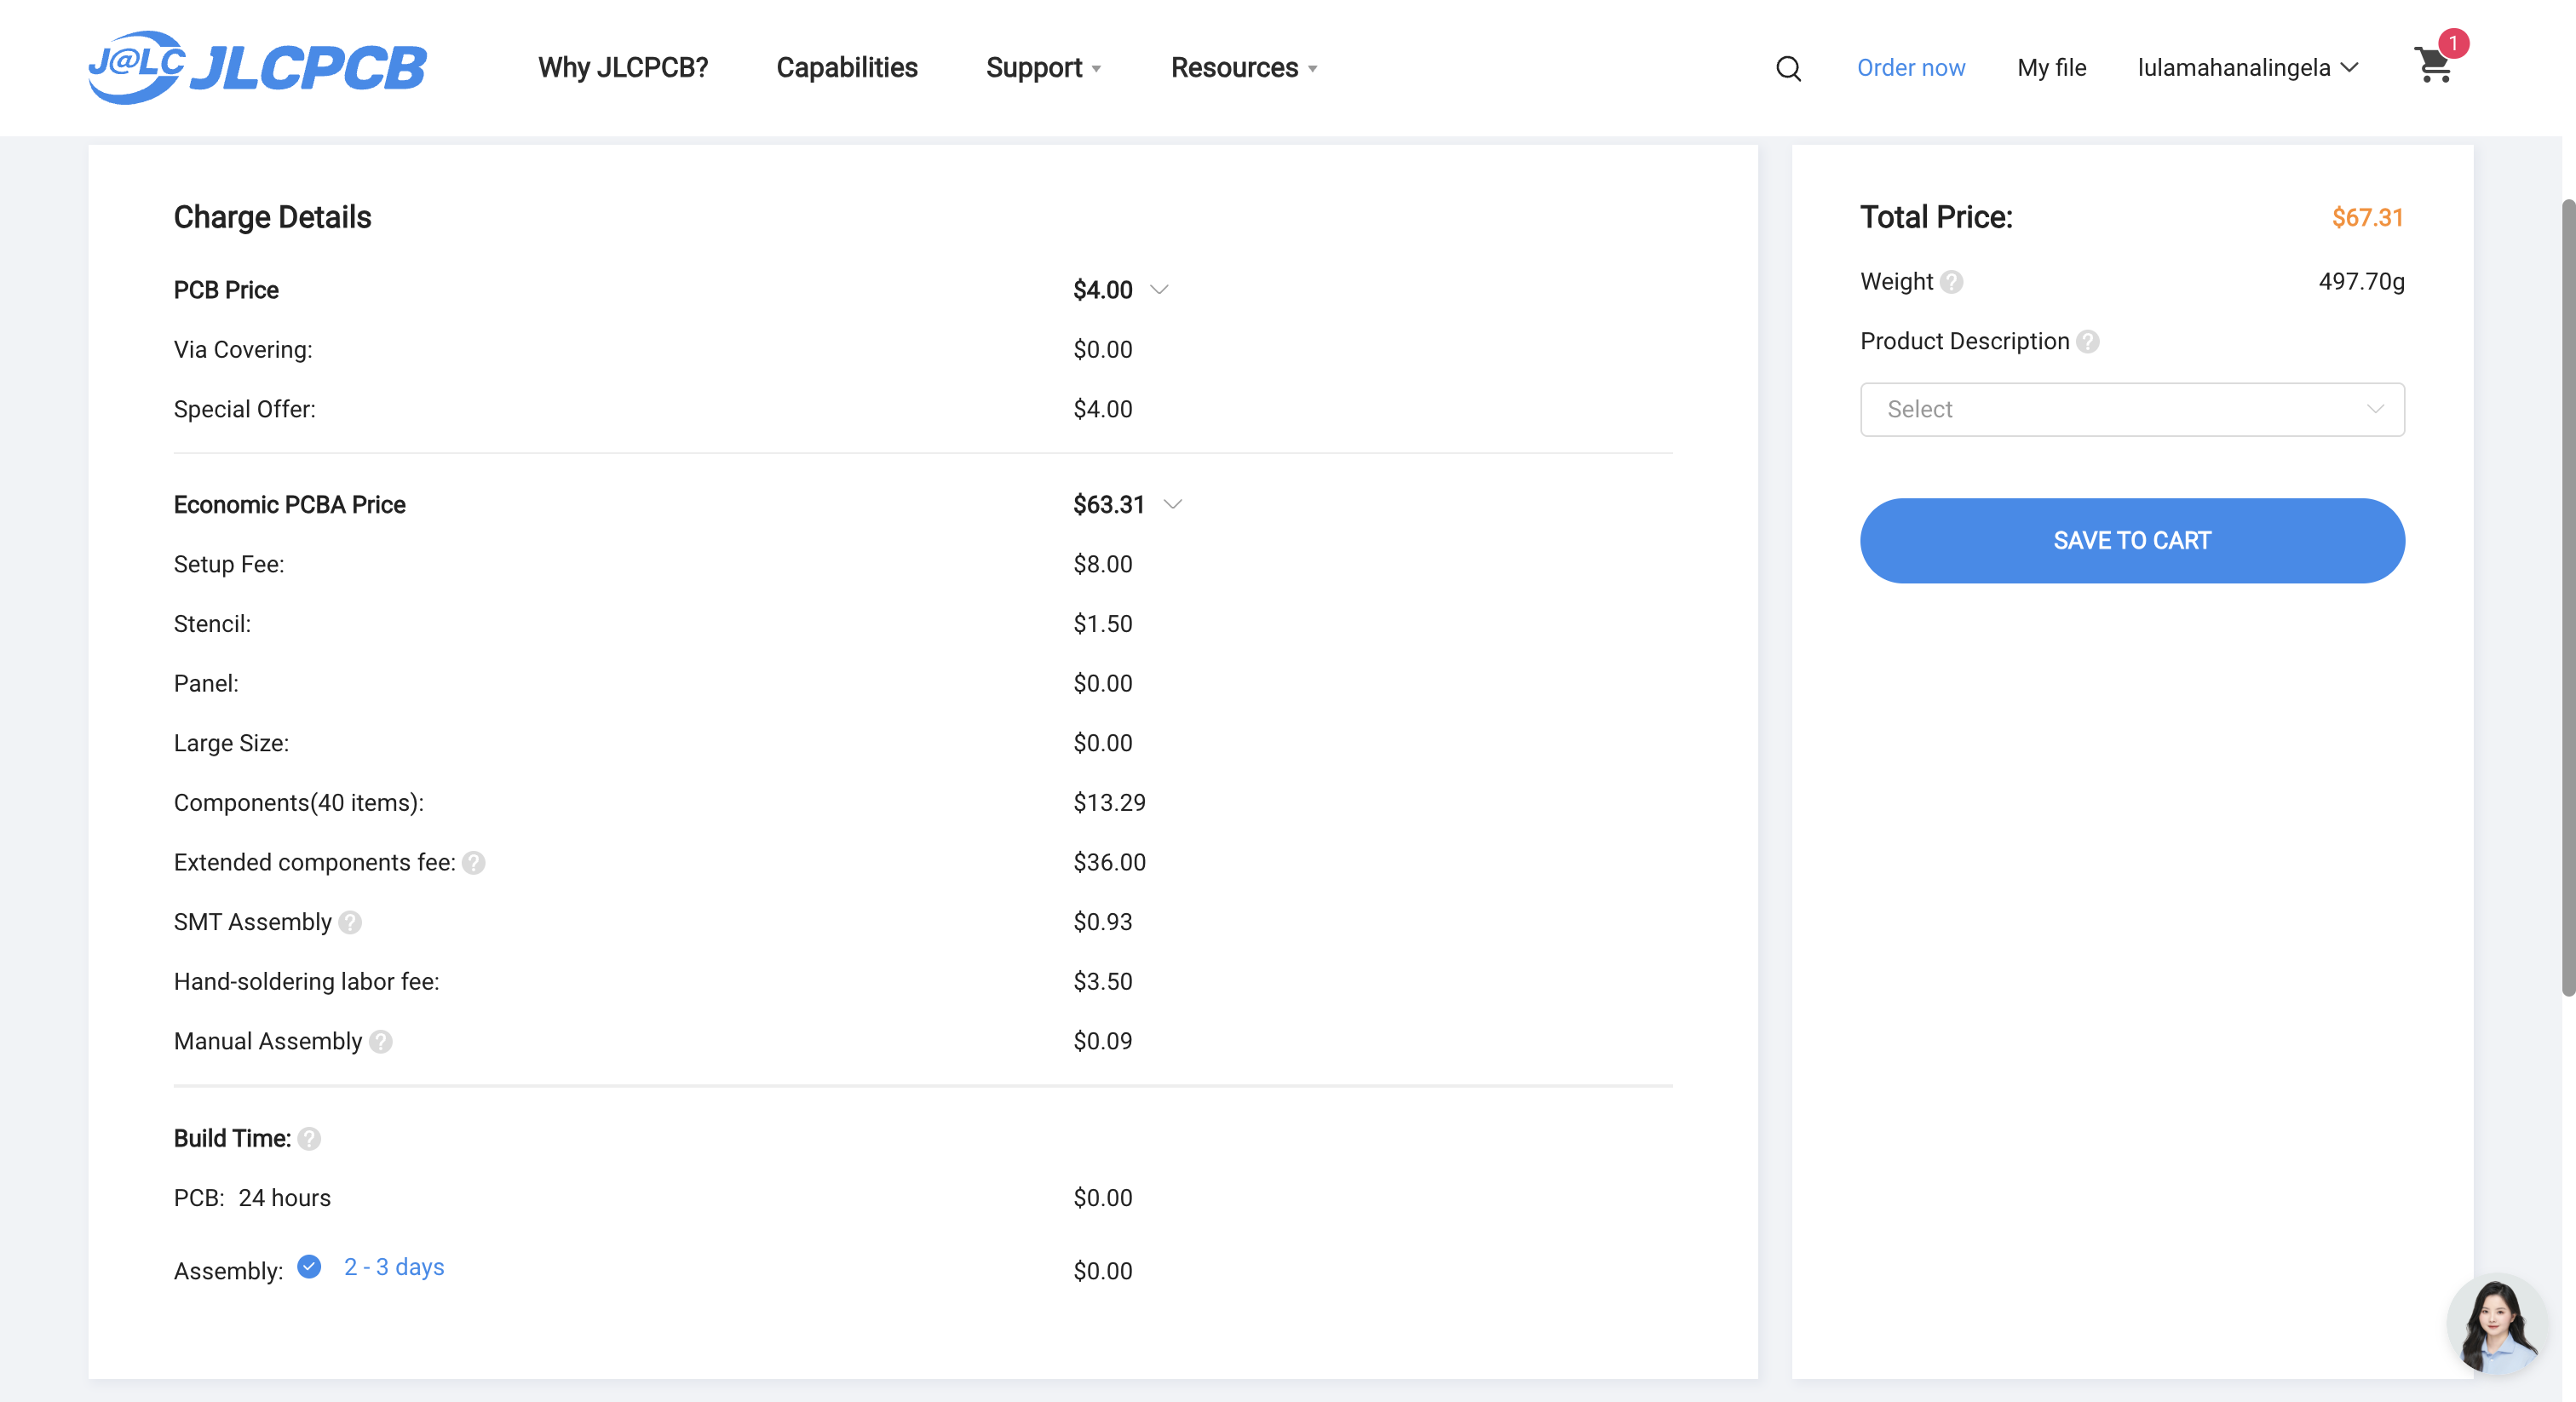 J@LC JLCPCB Why JLCPCB? Capabilities Support Resources Order now My file lulamahanalingela 1
Charge Details
PCB Price $4.00
Via Covering: $0.00
Special Offer: $4.00
Economic PCBA Price $63.31
Setup Fee: $8.00
Stencil: $1.50
Panel: $0.00
Large Size: $0.00
Components(40 items): $13.29
Extended components fee: ? $36.00
SMT Assembly ? $0.93
Hand-soldering labor fee: $3.50
Manual Assembly ? $0.09
Build Time: ?
PCB: 24 hours $0.00
Assembly: 2 - 3 days $0.00
Total Price: $67.31
Weight ? 497.70g
Product Description ?
Select
SAVE TO CART